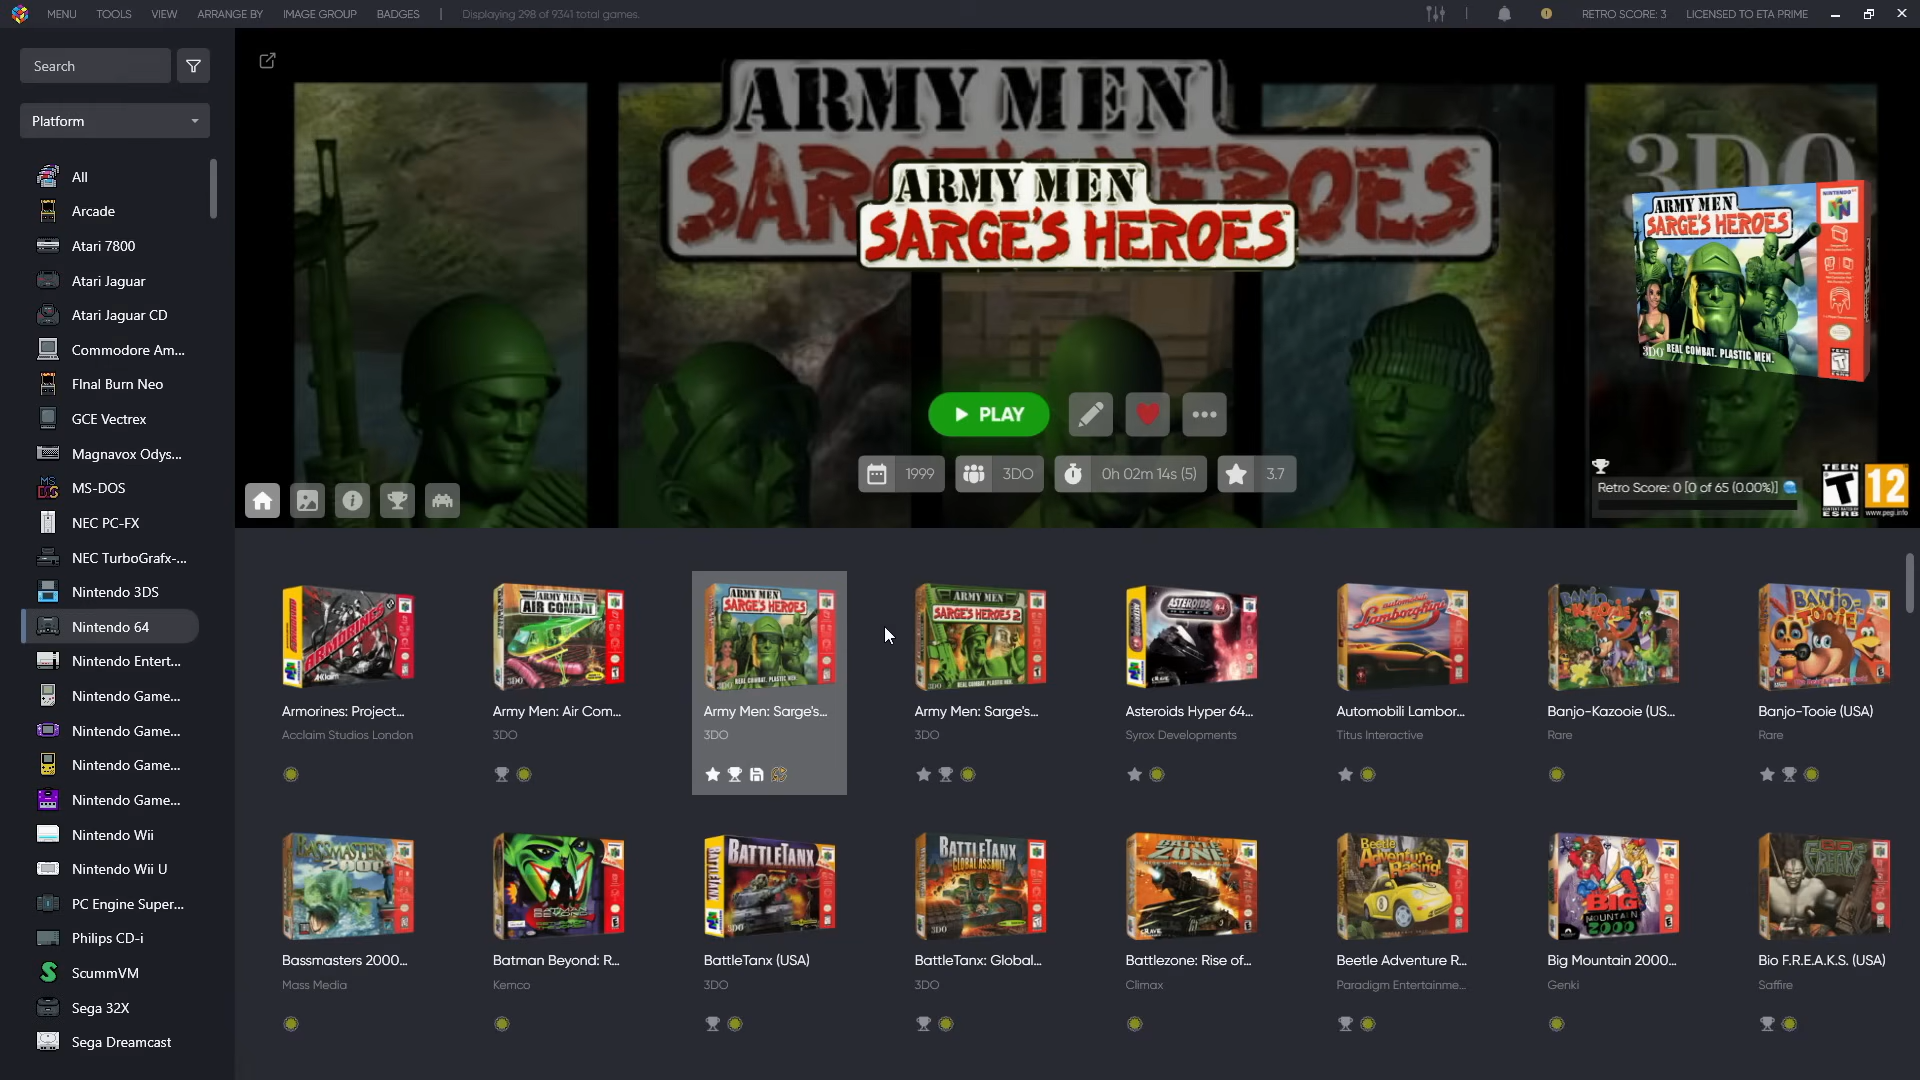 MENU TOOLS VIEW ARRANGE BY IMAGE GROUP BADGES | Displaying 298 of 9341 total games.
RETRO SCORE: 3 LICENSED TO ETA PRIME
Search
Platform
All
Arcade
Atari 7800
Atari Jaguar
Atari Jaguar CD
Commodore Am...
FInal Burn Neo
GCE Vectrex
Magnavox Odys...
MS-DOS
NEC PC-FX
NEC TurboGrafx-...
Nintendo 3DS
Nintendo 64
Nintendo Entert...
Nintendo Game...
Nintendo Game...
Nintendo Game...
Nintendo Game...
Nintendo Wii
Nintendo Wii U
PC Engine Super...
Philips CD-i
ScummVM
Sega 32X
Sega Dreamcast
ARMY MEN
SARGE'S HEROES
3DO
ARMY MEN
SARGE'S HEROES
ARMY MEN
SARGE'S HEROES
3DO REAL COMBAT. PLASTIC MEN.
PLAY
1999 3DO 0h 02m 14s (5) 3.7
Retro Score: 0 [0 of 65 (0.00%)]
TEEN
T
ESRB
12
www.pegi.info
Armorines: Project...
Acclaim Studios London
Army Men: Air Com...
3DO
Army Men: Sarge's...
3DO
Army Men: Sarge's...
3DO
Asteroids Hyper 64...
Syrox Developments
Automobili Lambor...
Titus Interactive
Banjo-Kazooie (US...
Rare
Banjo-Tooie (USA)
Rare
Bassmasters 2000...
Mass Media
Batman Beyond: R...
Kemco
BattleTanx (USA)
3DO
BattleTanx: Global...
3DO
Battlezone: Rise of...
Climax
Beetle Adventure R...
Paradigm Entertainme...
Big Mountain 2000...
Genki
Bio F.R.E.A.K.S. (USA)
Saffire